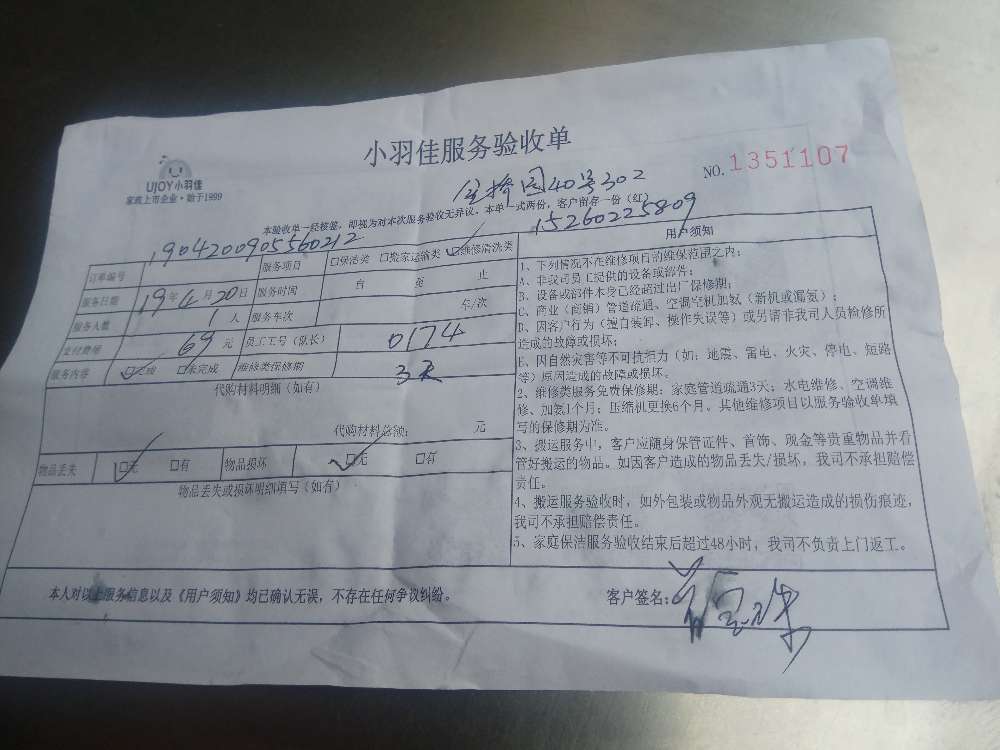 小羽佳服务验收单
UJOY小羽佳
家政上市企业·始于1999
NO.1351107
金桥园40号302
本验收单一经核签，即视为对本次服务验收无异议。本单一式两份，客户留存一份（红）
15260225809
订单编号 1904200905560212 服务项目 □保洁类 □搬家运输类 ☑维修清洗类
服务日期 19年4月20日 服务时间 自 至 止
服务人数 1人 服务车次 车/次
支付费用 69元 员工工号（队长） 0174
服务内容 ☑完成 □未完成 维修类保修期 3天
代购材料明细（如有）
代购材料总额： 元
物品丢失 ☑无 □有 物品损坏 ☑无 □有
物品丢失或损坏明细填写（如有）
用户须知
1、下列情况不在维修项目的维保范围之内：
A、非我司员工提供的设备或部件；
B、设备或部件本身已经超过出厂保修期；
C、商业（商铺）管道疏通、空调空机加氨（新机或漏氨）；
D、因客户行为（擅自装卸、操作失误等）或另请非我司人员检修所
造成的故障或损坏；
E、因自然灾害等不可抗拒力（如：地震、雷电、火灾、停电、短路
等）原因造成的故障或损坏。
2、维修类服务免费保修期：家庭管道疏通3天；水电维修、空调维
修、加氨1个月；压缩机更换6个月。其他维修项目以服务验收单填
写的保修期为准。
3、搬运服务中，客户应随身保管证件、首饰、现金等贵重物品并看
管好搬运的物品。如因客户造成的物品丢失/损坏，我司不承担赔偿
责任。
4、搬运服务验收时，如外包装或物品外观无搬运造成的损伤痕迹，
我司不承担赔偿责任。
5、家庭保洁服务验收结束后超过48小时，我司不负责上门返工。
本人对以上服务信息以及《用户须知》均已确认无误，不存在任何争议纠纷。
客户签名：